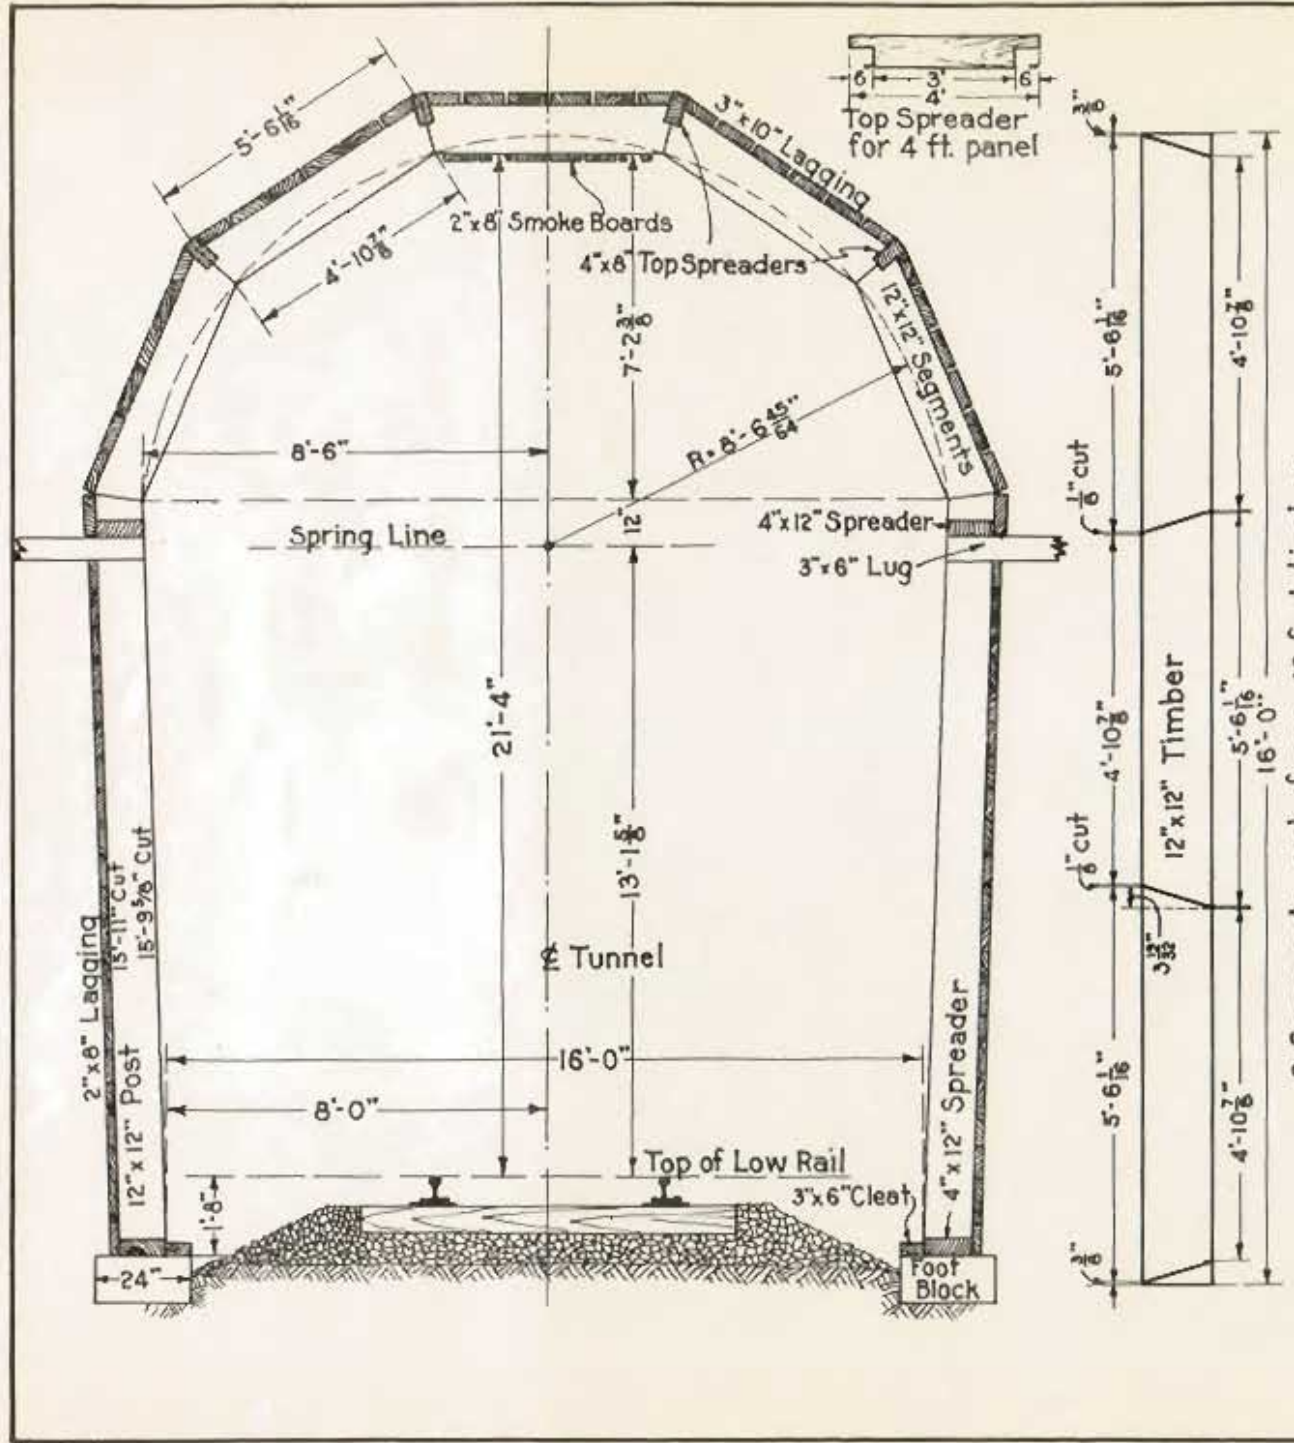 5'-6 1/16"
6" 3' 6"
4'
Top Spreader
for 4 ft. panel
3"x10" Lagging
2"x8" Smoke Boards
4'-10 7/8"
4"x8" Top Spreaders
12"x12" Segments
7'-2 3/8"
8'-6"
R = 8'-6 45/64"
12"
Spring Line
4"x12" Spreader
3"x6" Lug
21'-4"
13'-1 5/8"
15'-11" Cut
15'-9 5/8" Cut
2"x8" Lagging
12"x12" Post
℄ Tunnel
16'-0"
8'-0"
4"x12" Spreader
Top of Low Rail
3"x6" Cleat
1'-8"
24"
Foot
Block
5'-6 1/16"
4'-10 7/8"
1/8" cut
4'-10 7/8"
12"x12" Timber
5'-6 1/16"
16'-0"
1/8" cut
3 19/32"
5'-6 1/16"
4'-10 7/8"
3/8"